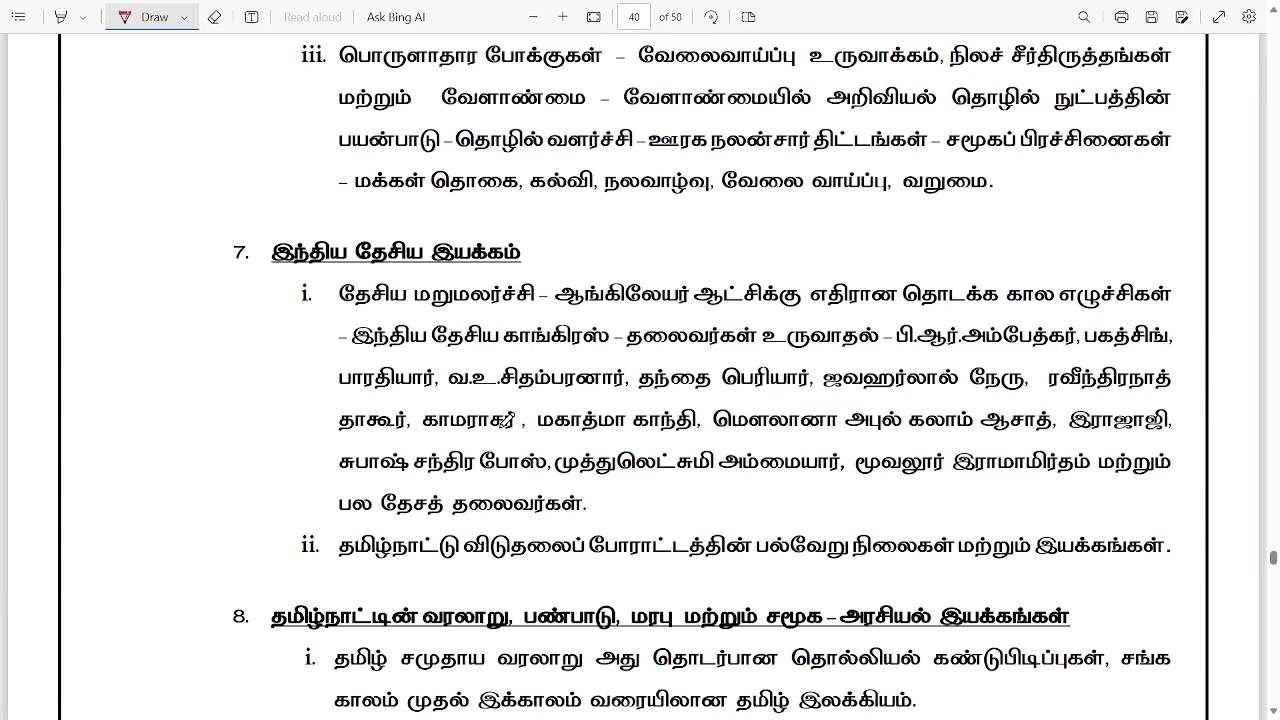 Draw
Read aloud
Ask Bing AI
40 of 50
iii. பொருளாதார போக்குகள் – வேலைவாய்ப்பு உருவாக்கம், நிலச் சீர்திருத்தங்கள்
மற்றும் வேளாண்மை – வேளாண்மையில் அறிவியல் தொழில் நுட்பத்தின்
பயன்பாடு – தொழில் வளர்ச்சி – ஊரக நலன்சார் திட்டங்கள் – சமூகப் பிரச்சினைகள்
– மக்கள் தொகை, கல்வி, நலவாழ்வு, வேலை வாய்ப்பு, வறுமை.
7. இந்திய தேசிய இயக்கம்
i. தேசிய மறுமலர்ச்சி – ஆங்கிலேயர் ஆட்சிக்கு எதிரான தொடக்க கால எழுச்சிகள்
– இந்திய தேசிய காங்கிரஸ் – தலைவர்கள் உருவாதல் – பி.ஆர்.அம்பேத்கர், பகத்சிங்,
பாரதியார், வ.உ.சிதம்பரனார், தந்தை பெரியார், ஜவஹர்லால் நேரு, ரவீந்திரநாத்
தாகூர், காமராசர், மகாத்மா காந்தி, மௌலானா அபுல் கலாம் ஆசாத், இராஜாஜி,
சுபாஷ் சந்திர போஸ், முத்துலெட்சுமி அம்மையார், மூவலூர் இராமாமிர்தம் மற்றும்
பல தேசத் தலைவர்கள்.
ii. தமிழ்நாட்டு விடுதலைப் போராட்டத்தின் பல்வேறு நிலைகள் மற்றும் இயக்கங்கள்.
8. தமிழ்நாட்டின் வரலாறு, பண்பாடு, மரபு மற்றும் சமூக – அரசியல் இயக்கங்கள்
i. தமிழ் சமுதாய வரலாறு அது தொடர்பான தொல்லியல் கண்டுபிடிப்புகள், சங்க
காலம் முதல் இக்காலம் வரையிலான தமிழ் இலக்கியம்.